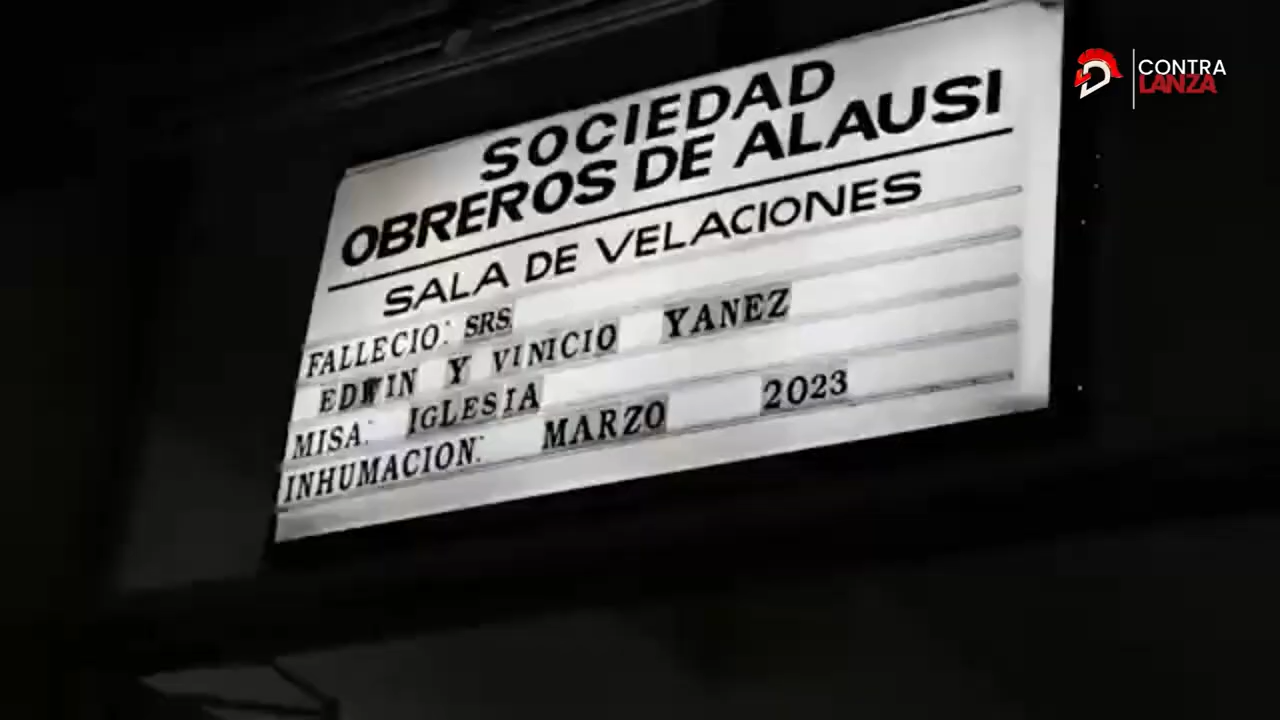 SOCIEDAD
OBREROS DE ALAUSI
SALA DE VELACIONES
FALLECIO: SRS
EDWIN Y VINICIO YANEZ
MISA: IGLESIA
INHUMACION: MARZO 2023
CONTRA
LANZA